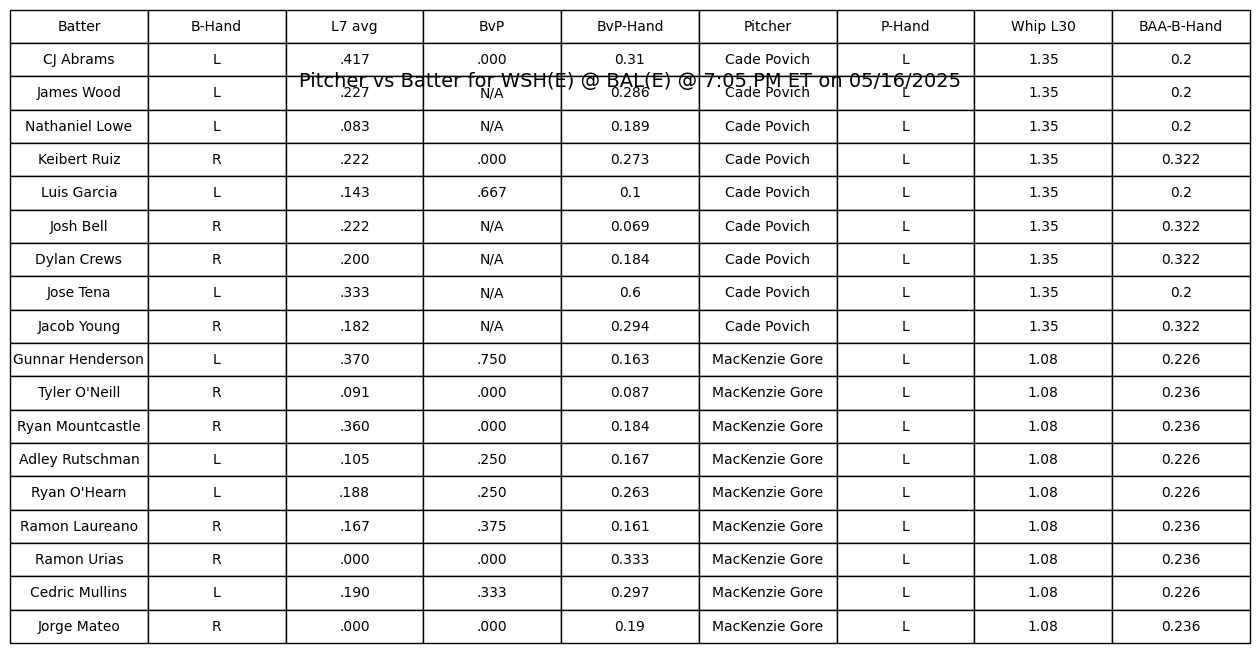 Batter B-Hand L7 avg BvP BvP-Hand Pitcher P-Hand Whip L30 BAA-B-Hand
CJ Abrams L .417 .000 0.31 Cade Povich L 1.35 0.2
Pitcher vs Batter for WSH(E) @ BAL(E) @ 7:05 PM ET on 05/16/2025
James Wood L .227 N/A 0.286 Cade Povich L 1.35 0.2
Nathaniel Lowe L .083 N/A 0.189 Cade Povich L 1.35 0.2
Keibert Ruiz R .222 .000 0.273 Cade Povich L 1.35 0.322
Luis Garcia L .143 .667 0.1 Cade Povich L 1.35 0.2
Josh Bell R .222 N/A 0.069 Cade Povich L 1.35 0.322
Dylan Crews R .200 N/A 0.184 Cade Povich L 1.35 0.322
Jose Tena L .333 N/A 0.6 Cade Povich L 1.35 0.2
Jacob Young R .182 N/A 0.294 Cade Povich L 1.35 0.322
Gunnar Henderson L .370 .750 0.163 MacKenzie Gore L 1.08 0.226
Tyler O'Neill R .091 .000 0.087 MacKenzie Gore L 1.08 0.236
Ryan Mountcastle R .360 .000 0.184 MacKenzie Gore L 1.08 0.236
Adley Rutschman L .105 .250 0.167 MacKenzie Gore L 1.08 0.226
Ryan O'Hearn L .188 .250 0.263 MacKenzie Gore L 1.08 0.226
Ramon Laureano R .167 .375 0.161 MacKenzie Gore L 1.08 0.236
Ramon Urias R .000 .000 0.333 MacKenzie Gore L 1.08 0.236
Cedric Mullins L .190 .333 0.297 MacKenzie Gore L 1.08 0.226
Jorge Mateo R .000 .000 0.19 MacKenzie Gore L 1.08 0.236